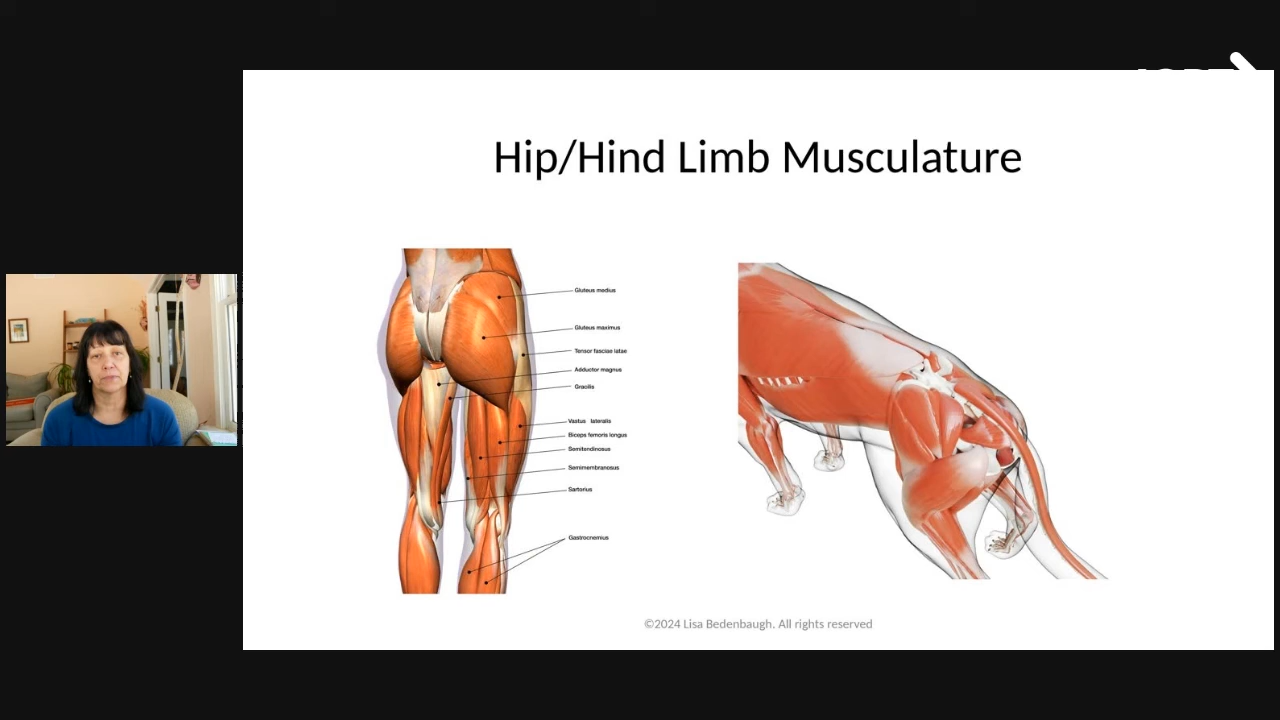 Hip/Hind Limb Musculature
Gluteus medius
Gluteus maximus
Tensor fasciae latae
Adductor magnus
Gracilis
Vastus lateralis
Biceps femoris longus
Semitendinosus
Semimembranosus
Sartorius
Gastrocnemius
©2024 Lisa Bedenbaugh. All rights reserved